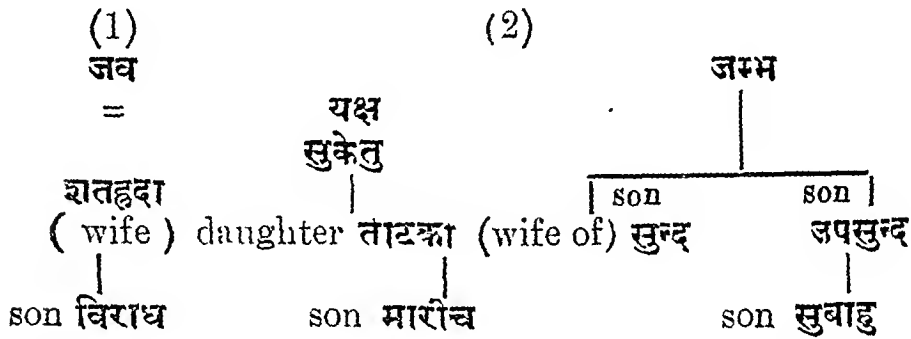 (1) (2)
जव जम्भ
= यक्ष
सुकेतु
शतह्रदा son son
( wife ) daughter ताटका (wife of) सुन्द उपसुन्द
son विराध son मारीच son सुबाहु